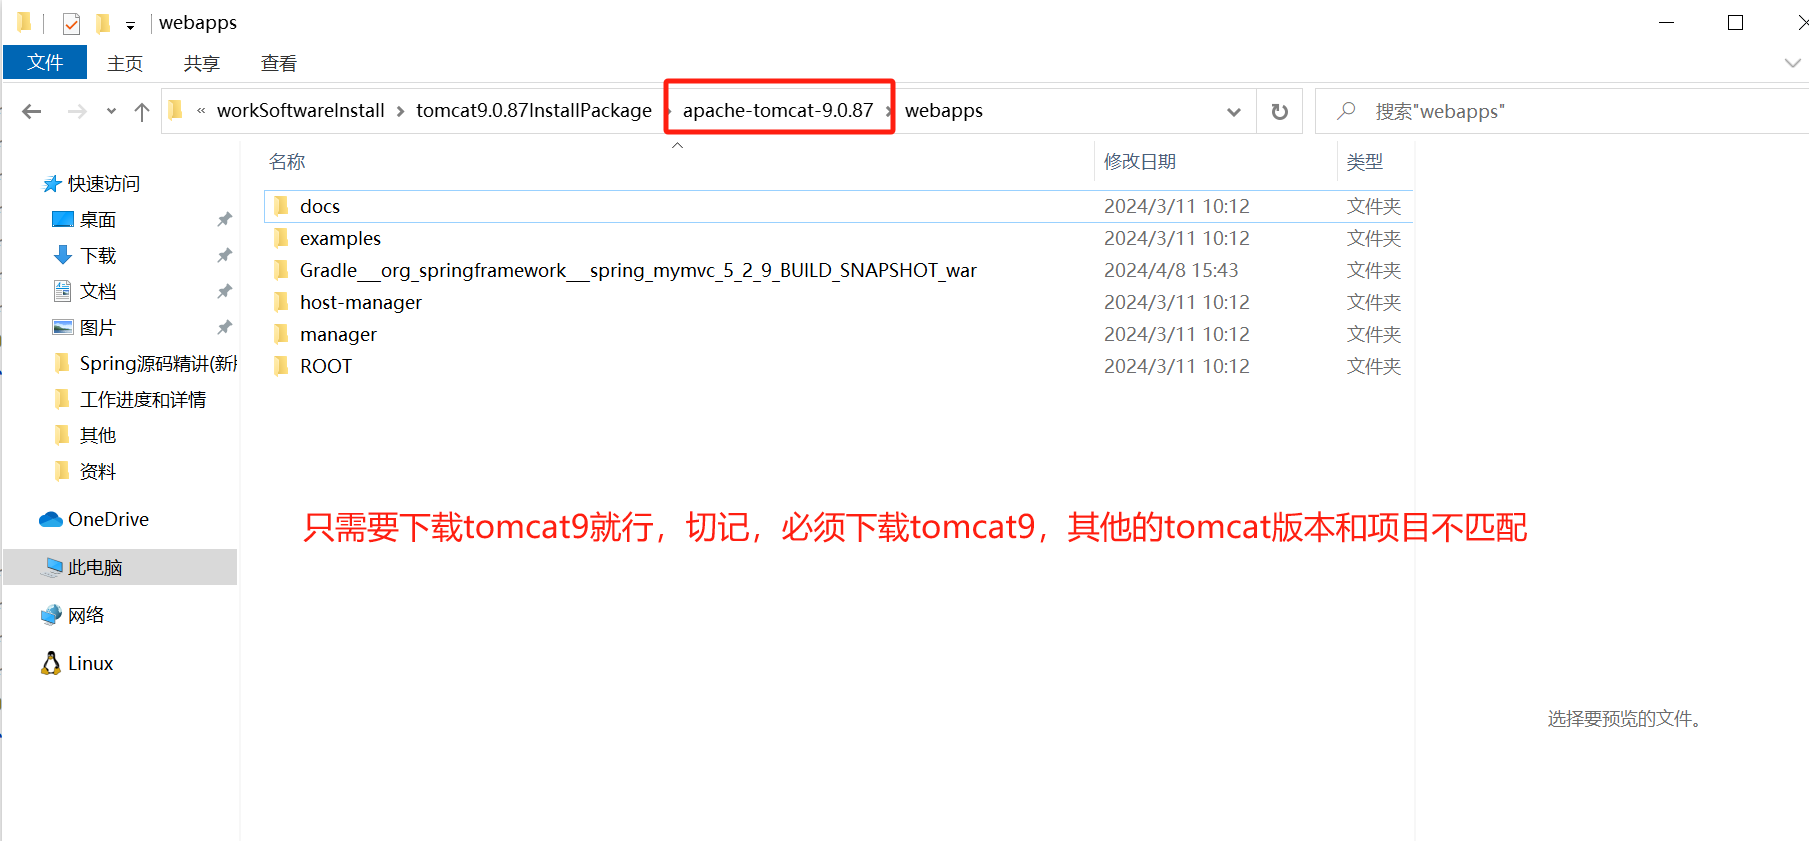 webapps
文件 主页 共享 查看
« workSoftwareInstall › tomcat9.0.87InstallPackage › apache-tomcat-9.0.87 › webapps 搜索"webapps"
名称 修改日期 类型
快速访问
桌面
下载
文档
图片
Spring源码精讲(新
工作进度和详情
其他
资料
OneDrive
此电脑
网络
Linux
docs 2024/3/11 10:12 文件夹
examples 2024/3/11 10:12 文件夹
Gradle___org_springframework___spring_mymvc_5_2_9_BUILD_SNAPSHOT_war 2024/4/8 15:43 文件夹
host-manager 2024/3/11 10:12 文件夹
manager 2024/3/11 10:12 文件夹
ROOT 2024/3/11 10:12 文件夹
只需要下载tomcat9就行，切记，必须下载tomcat9，其他的tomcat版本和项目不匹配
选择要预览的文件。